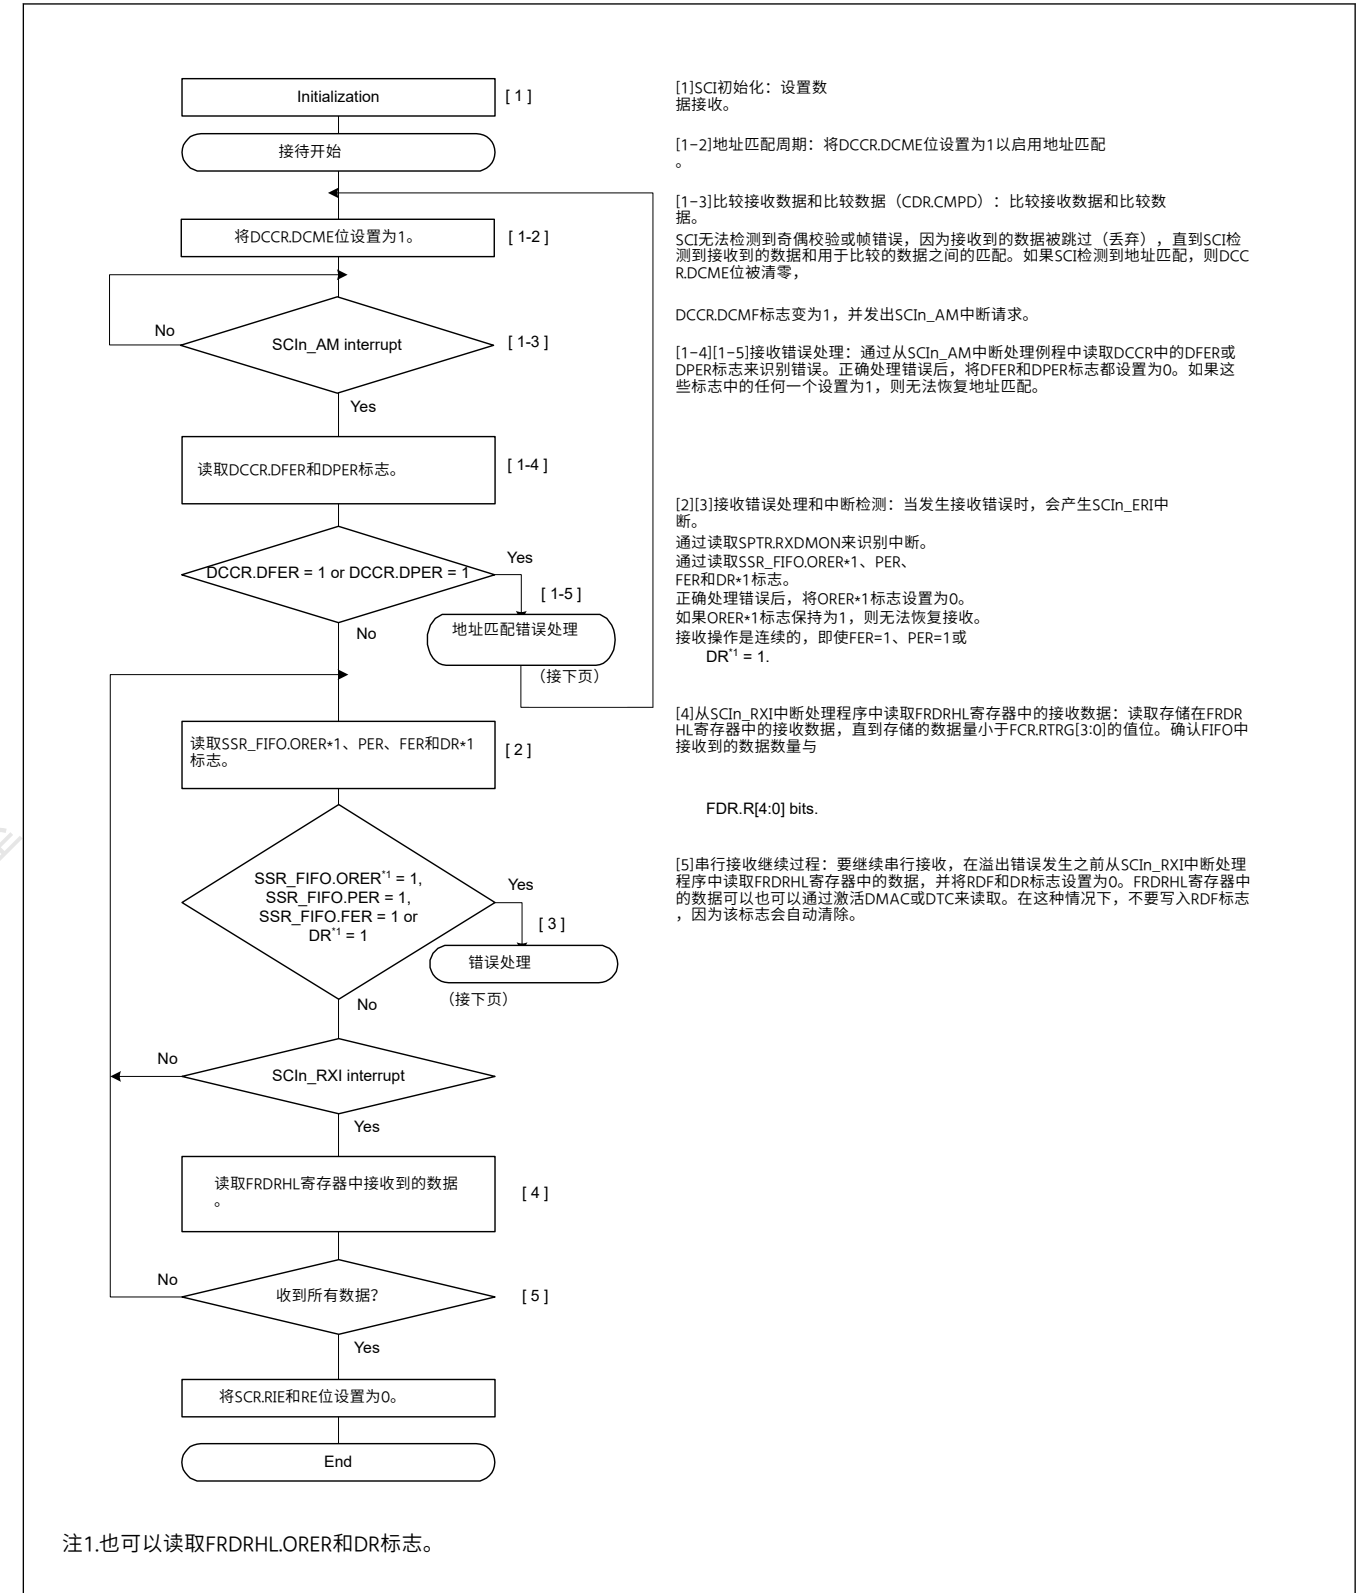 Initialization
[ 1 ]
接待开始
将DCCR.DCME位设置为1。
[ 1-2 ]
No
SCIn_AM interrupt
[ 1-3 ]
Yes
读取DCCR.DFER和DPER标志。
[ 1-4 ]
Yes
DCCR.DFER = 1 or DCCR.DPER = 1
[ 1-5 ]
地址匹配错误处理
No
（接下页）
读取SSR_FIFO.ORER*1、PER、FER和DR*1
标志。
[ 2 ]
SSR_FIFO.ORER*1 = 1,
SSR_FIFO.PER = 1,
SSR_FIFO.FER = 1 or
DR*1 = 1
Yes
[ 3 ]
错误处理
（接下页）
No
No
SCIn_RXI interrupt
Yes
读取FRDRHL寄存器中接收到的数据
。
[ 4 ]
No
收到所有数据？
[ 5 ]
Yes
将SCR.RIE和RE位设置为0。
End
[1]SCI初始化：设置数
据接收。
[1−2]地址匹配周期：将DCCR.DCME位设置为1以启用地址匹配
。
[1−3]比较接收数据和比较数据（CDR.CMPD）：比较接收数据和比较数
据。
SCI无法检测到奇偶校验或帧错误，因为接收到的数据被跳过（丢弃），直到SCI检
测到接收到的数据和用于比较的数据之间的匹配。如果SCI检测到地址匹配，则DCC
R.DCME位被清零，
DCCR.DCMF标志变为1，并发出SCIn_AM中断请求。
[1−4][1−5]接收错误处理：通过从SCIn_AM中断处理例程中读取DCCR中的DFER或
DPER标志来识别错误。正确处理错误后，将DFER和DPER标志都设置为0。如果这
些标志中的任何一个设置为1，则无法恢复地址匹配。
[2][3]接收错误处理和中断检测：当发生接收错误时，会产生SCIn_ERI中
断。
通过读取SPTR.RXDMON来识别中断。
通过读取SSR_FIFO.ORER*1、PER、
FER和DR*1标志。
正确处理错误后，将ORER*1标志设置为0。
如果ORER*1标志保持为1，则无法恢复接收。
接收操作是连续的，即使FER=1、PER=1或
DR*1 = 1.
[4]从SCIn_RXI中断处理程序中读取FRDRHL寄存器中的接收数据：读取存储在FRDR
HL寄存器中的接收数据，直到存储的数据量小于FCR.RTRG[3:0]的值位。确认FIFO中
接收到的数据数量与
FDR.R[4:0] bits.
[5]串行接收继续过程：要继续串行接收，在溢出错误发生之前从SCIn_RXI中断处理
程序中读取FRDRHL寄存器中的数据，并将RDF和DR标志设置为0。FRDRHL寄存器中
的数据可以也可以通过激活DMAC或DTC来读取。在这种情况下，不要写入RDF标志
，因为该标志会自动清除。
注1.也可以读取FRDRHL.ORER和DR标志。